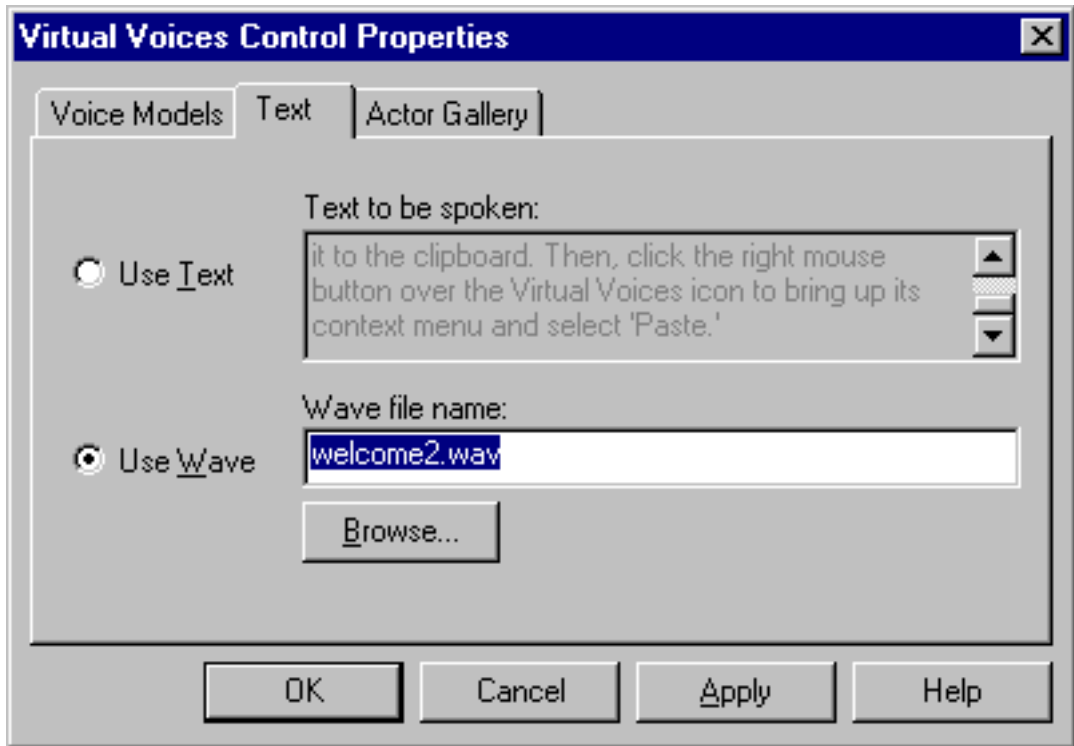 Virtual Voices Control Properties
Voice Models Text Actor Gallery
Text to be spoken:
Use Text
it to the clipboard. Then, click the right mouse
button over the Virtual Voices icon to bring up its
context menu and select 'Paste.'
Wave file name:
Use Wave
welcome2.wav
Browse...
OK Cancel Apply Help